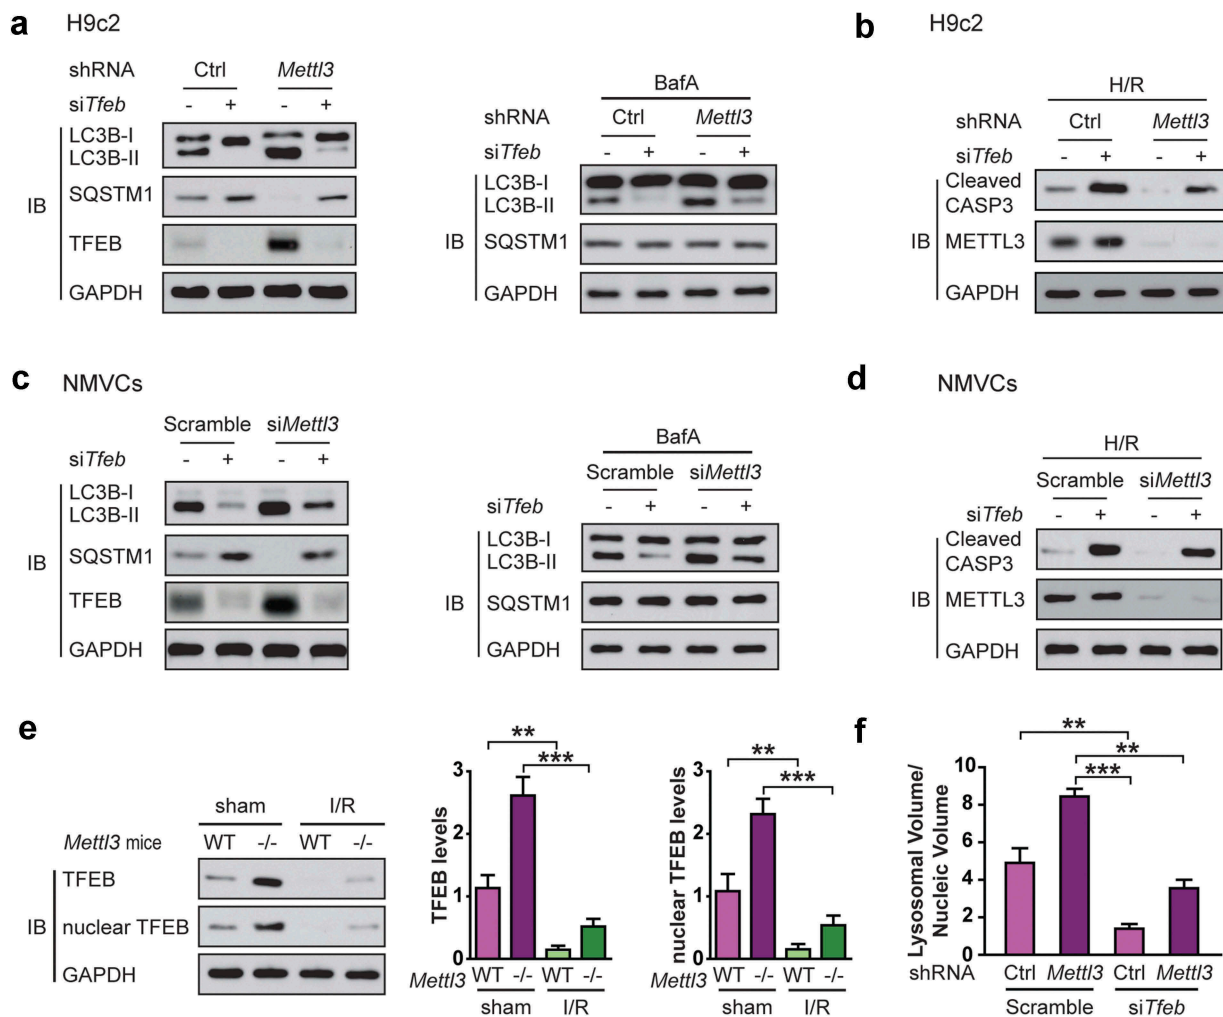 a H9c2
shRNA Ctrl Mettl3
siTfeb - + - +
IB
LC3B-I
LC3B-II
SQSTM1
TFEB
GAPDH
BafA
shRNA Ctrl Mettl3
siTfeb - + - +
IB
LC3B-I
LC3B-II
SQSTM1
GAPDH
b H9c2
H/R
shRNA Ctrl Mettl3
siTfeb - + - +
IB
Cleaved
CASP3
METTL3
GAPDH
c NMVCs
Scramble siMettl3
siTfeb - + - +
IB
LC3B-I
LC3B-II
SQSTM1
TFEB
GAPDH
BafA
Scramble siMettl3
siTfeb - + - +
IB
LC3B-I
LC3B-II
SQSTM1
GAPDH
d NMVCs
H/R
Scramble siMettl3
siTfeb - + - +
IB
Cleaved
CASP3
METTL3
GAPDH
e
sham I/R
Mettl3 mice WT -/- WT -/-
IB
TFEB
nuclear TFEB
GAPDH
**
***
3
2
1
0
TFEB levels
Mettl3 WT -/- WT -/-
sham I/R
**
***
3
2
1
0
nuclear TFEB levels
Mettl3 WT -/- WT -/-
sham I/R
f
**
**
***
10
8
6
4
2
0
Lysosomal Volume/
Nucleic Volume
shRNA Ctrl Mettl3 Ctrl Mettl3
Scramble siTfeb